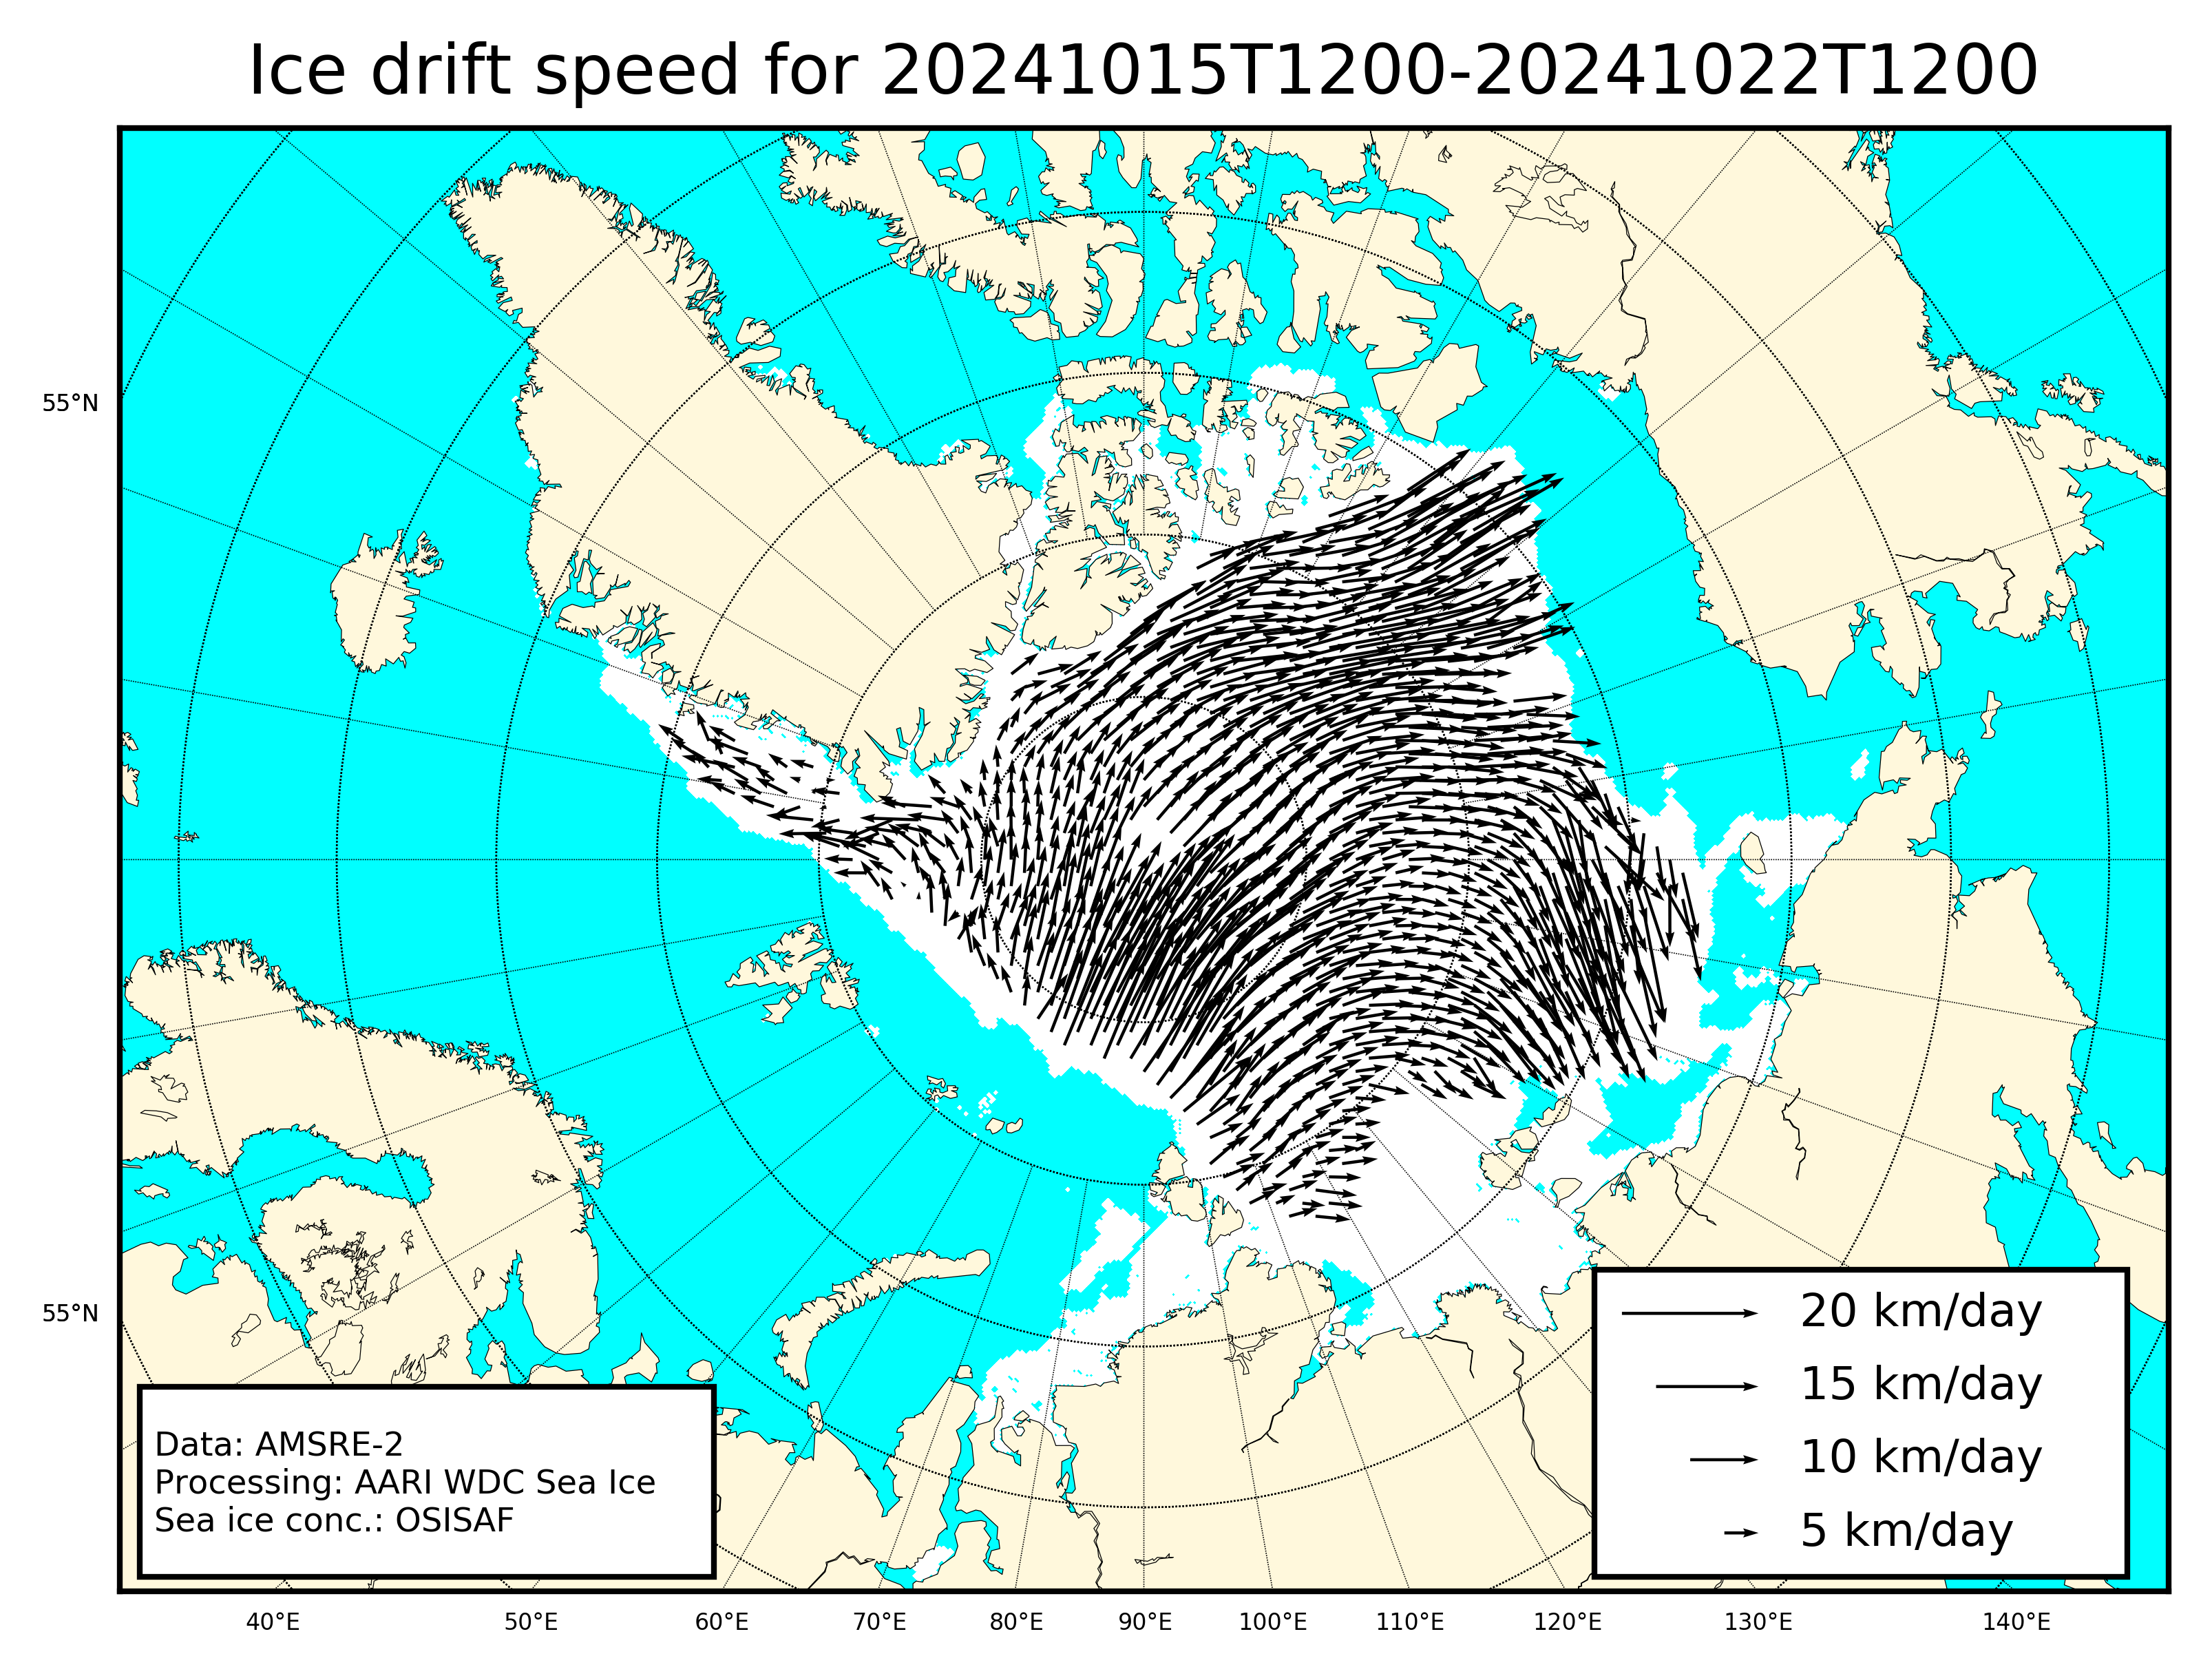 Ice drift speed for 20241015T1200-20241022T1200
55°N
55°N
20 km/day
15 km/day
10 km/day
5 km/day
Data: AMSRE-2
Processing: AARI WDC Sea Ice
Sea ice conc.: OSISAF
40°E 50°E 60°E 70°E 80°E 90°E 100°E 110°E 120°E 130°E 140°E